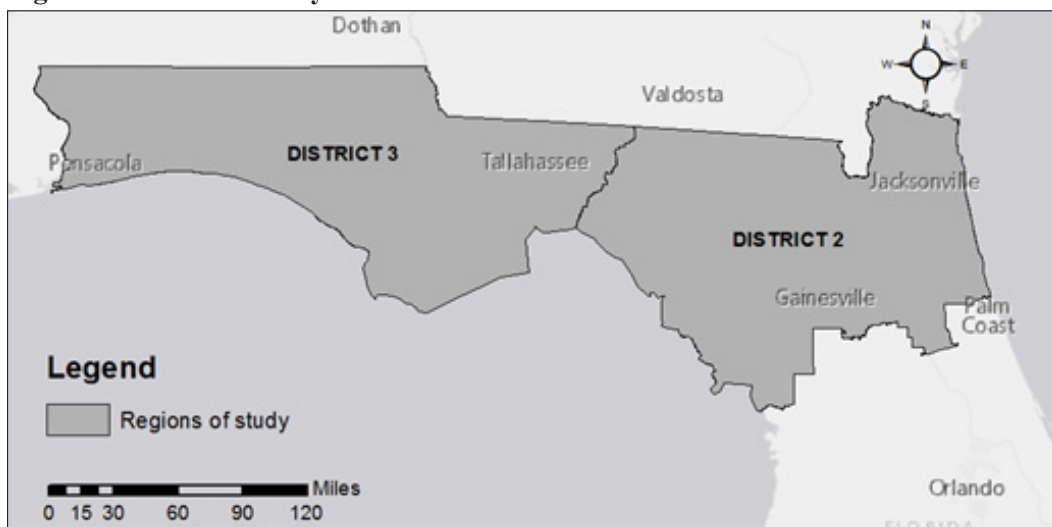 Dothan
N
W
E
S
Valdosta
Pensacola
DISTRICT 3
Tallahassee
Jacksonville
DISTRICT 2
Gainesville
Palm
Coast
Legend
Regions of study
Miles
0 15 30 60 90 120
Orlando
FLORIDA